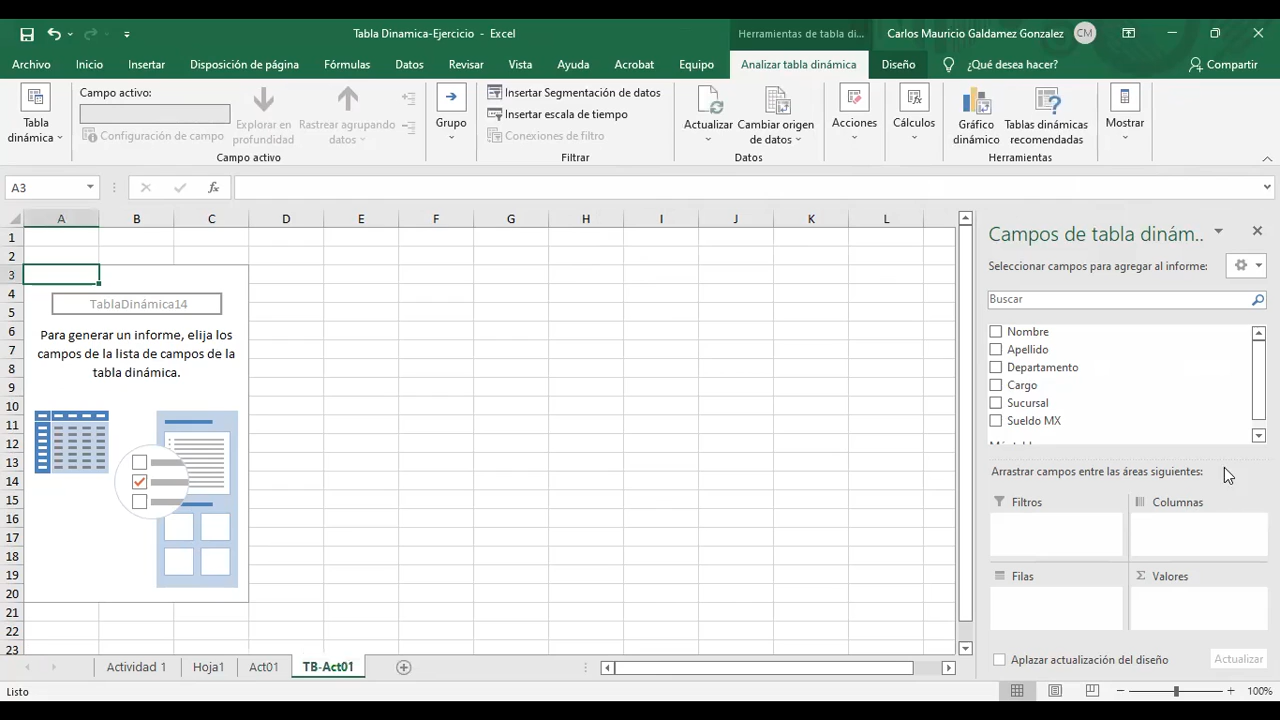 Tabla Dinamica-Ejercicio - Excel
Herramientas de tabla di...
Carlos Mauricio Galdamez Gonzalez
CM
Archivo
Inicio
Insertar
Disposición de página
Fórmulas
Datos
Revisar
Vista
Ayuda
Acrobat
Equipo
Analizar tabla dinámica
Diseño
¿Qué desea hacer?
Compartir
Tabla
dinámica
Campo activo:
Configuración de campo
Explorar en
profundidad
Rastrear agrupando
datos
Campo activo
Grupo
Insertar Segmentación de datos
Insertar escala de tiempo
Conexiones de filtro
Filtrar
Actualizar
Cambiar origen
de datos
Datos
Acciones
Cálculos
Gráfico
dinámico
Tablas dinámicas
recomendadas
Herramientas
Mostrar
A3
fx
A B C D E F G H I J K L
1
2
3
4
5
6
7
8
9
10
11
12
13
14
15
16
17
18
19
20
21
22
23
TablaDinámica14
Para generar un informe, elija los
campos de la lista de campos de la
tabla dinámica.
Campos de tabla dinám..
Seleccionar campos para agregar al informe:
Buscar
Nombre
Apellido
Departamento
Cargo
Sucursal
Sueldo MX
Arrastrar campos entre las áreas siguientes:
Filtros
Columnas
Filas
Σ Valores
Aplazar actualización del diseño
Actualizar
Actividad 1
Hoja1
Act01
TB-Act01
Listo
100%